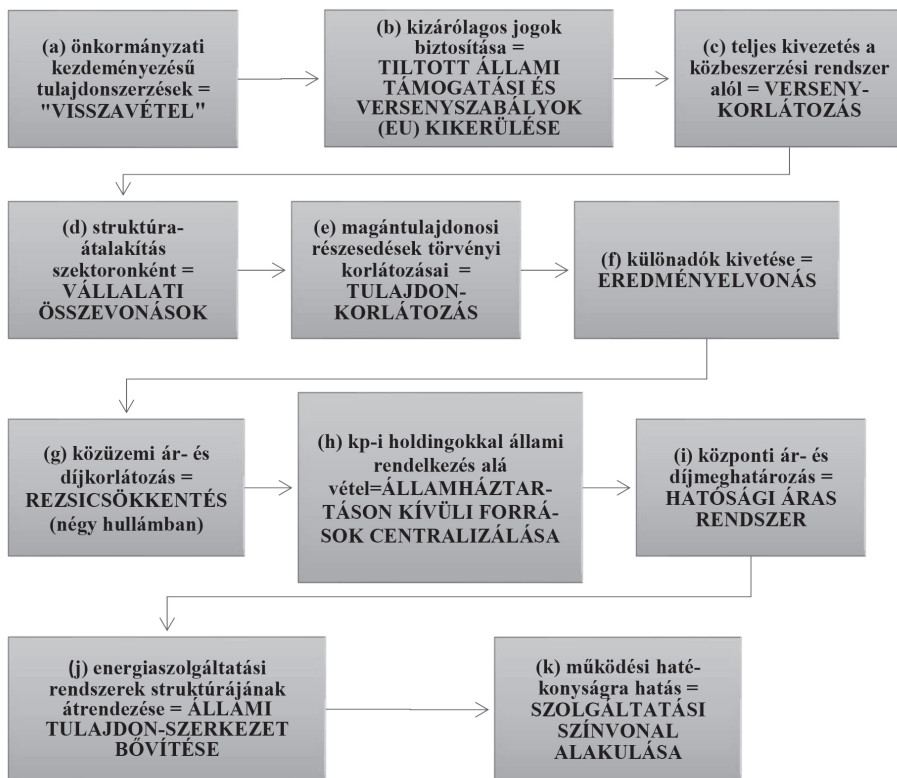 (a) önkormányzati
kezdeményezésű
tulajdonszerzések =
"VISSZAVÉTEL"
(b) kizárólagos jogok
biztosítása =
TILTOTT ÁLLAMI
TÁMOGATÁSI ÉS
VERSENYSZABÁLYOK
(EU) KIKERÜLÉSE
(c) teljes kivezetés a
közbeszerzési rendszer
alól = VERSENY-
KORLÁTOZÁS
(d) struktúra-
átalakítás
szektoronként =
VÁLLALATI
ÖSSZEVONÁSOK
(e) magántulajdonosi
részesedések törvényi
korlátozásai =
TULAJDON-
KORLÁTOZÁS
(f) különadók kivetése =
EREDMÉNYELVONÁS
(g) közüzemi ár- és
díjkorlátozás =
REZSICSÖKKENTÉS
(négy hullámban)
(h) kp-i holdingokkal állami
rendelkezés alá
vétel=ÁLLAMHÁZTAR-
TÁSON KÍVÜLI FORRÁ-
SOK CENTRALIZÁLÁSA
(i) központi ár- és
díjmeghatározás =
HATÓSÁGI ÁRAS
RENDSZER
(j) energiaszolgáltatási
rendszerek struktúrájának
átrendezése = ÁLLAMI
TULAJDON-SZERKEZET
BŐVÍTÉSE
(k) működési haté-
konyságra hatás =
SZOLGÁLTATÁSI
SZÍNVONAL
ALAKULÁSA